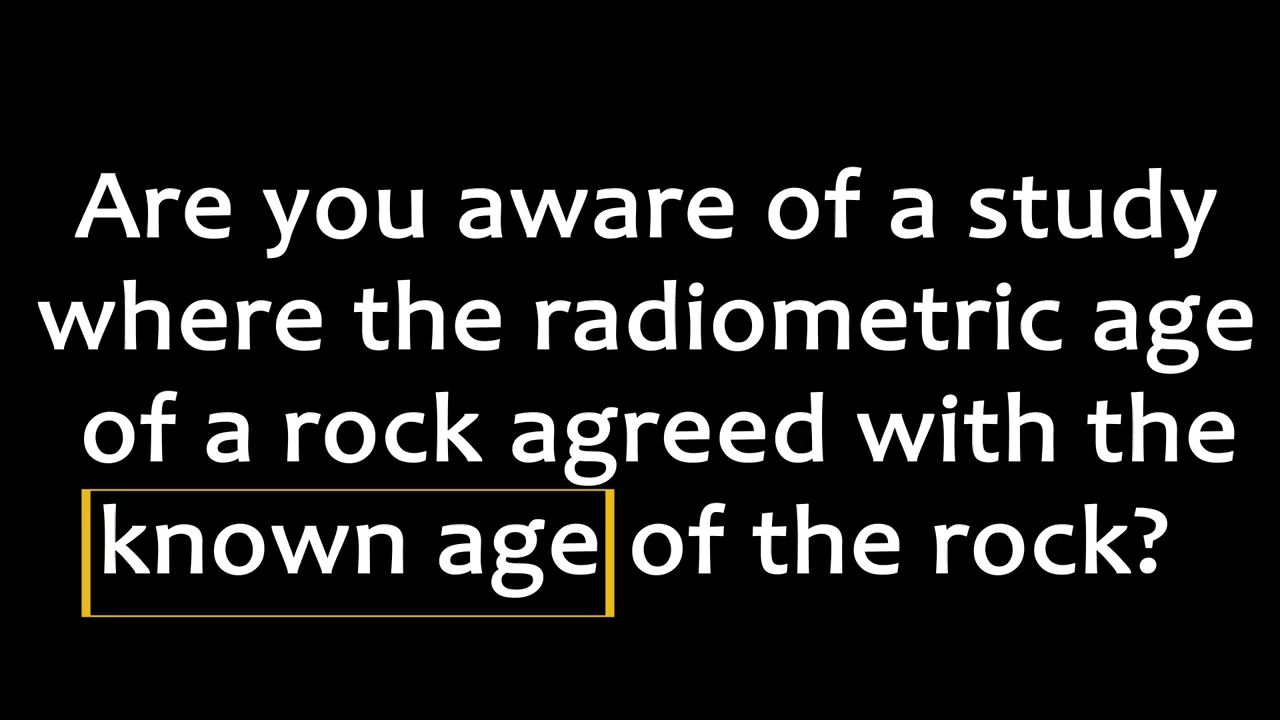 Are you aware of a study
where the radiometric age
of a rock agreed with the
known age of the rock?